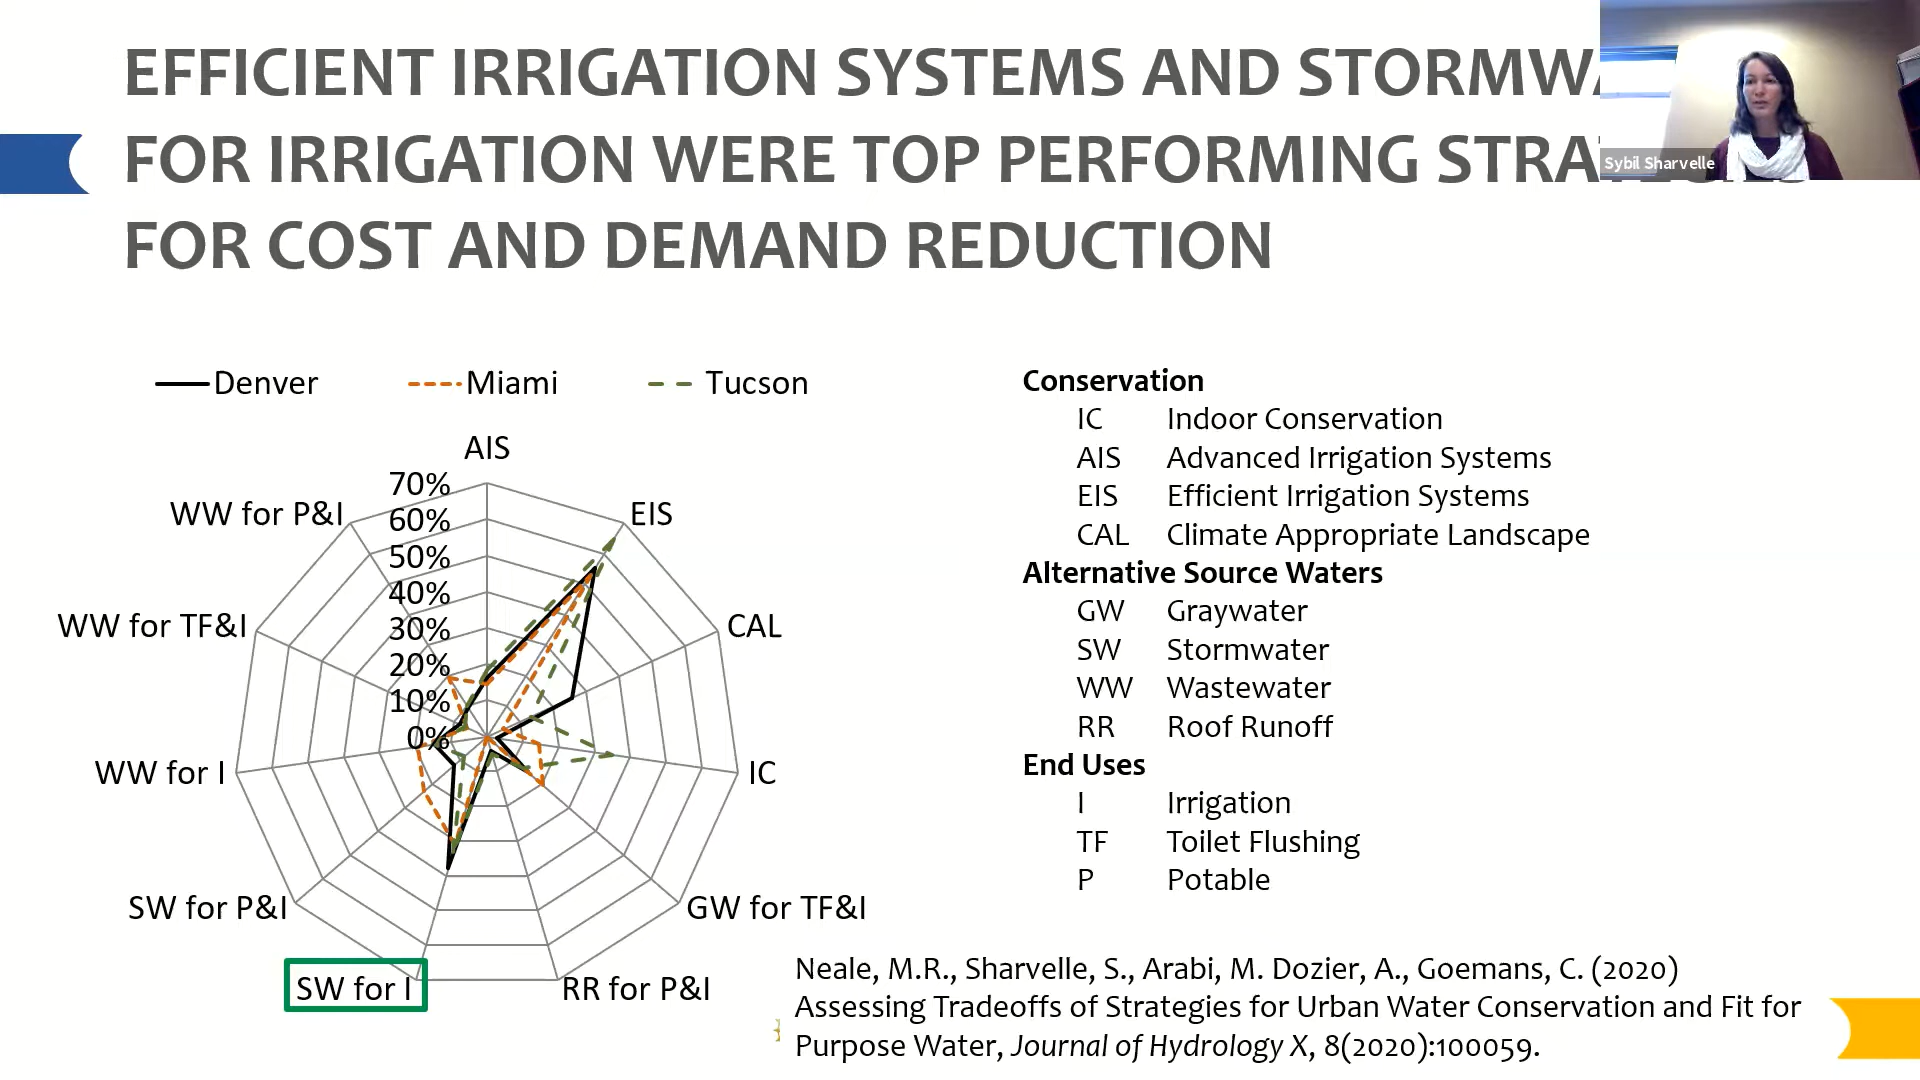 EFFICIENT IRRIGATION SYSTEMS AND
FOR IRRIGATION WERE TOP PERFORMING
FOR COST AND DEMAND REDUCTION
Sybil Sharvelle
Denver Miami Tucson
AIS
70%
60%
50%
40%
30%
20%
10%
0%
EIS
CAL
IC
GW for TF&I
RR for P&I
SW for I
SW for P&I
WW for I
WW for TF&I
WW for P&I
Conservation
IC Indoor Conservation
AIS Advanced Irrigation Systems
EIS Efficient Irrigation Systems
CAL Climate Appropriate Landscape
Alternative Source Waters
GW Graywater
SW Stormwater
WW Wastewater
RR Roof Runoff
End Uses
I Irrigation
TF Toilet Flushing
P Potable
Neale, M.R., Sharvelle, S., Arabi, M. Dozier, A., Goemans, C. (2020)
Assessing Tradeoffs of Strategies for Urban Water Conservation and Fit for
Purpose Water, Journal of Hydrology X, 8(2020):100059.